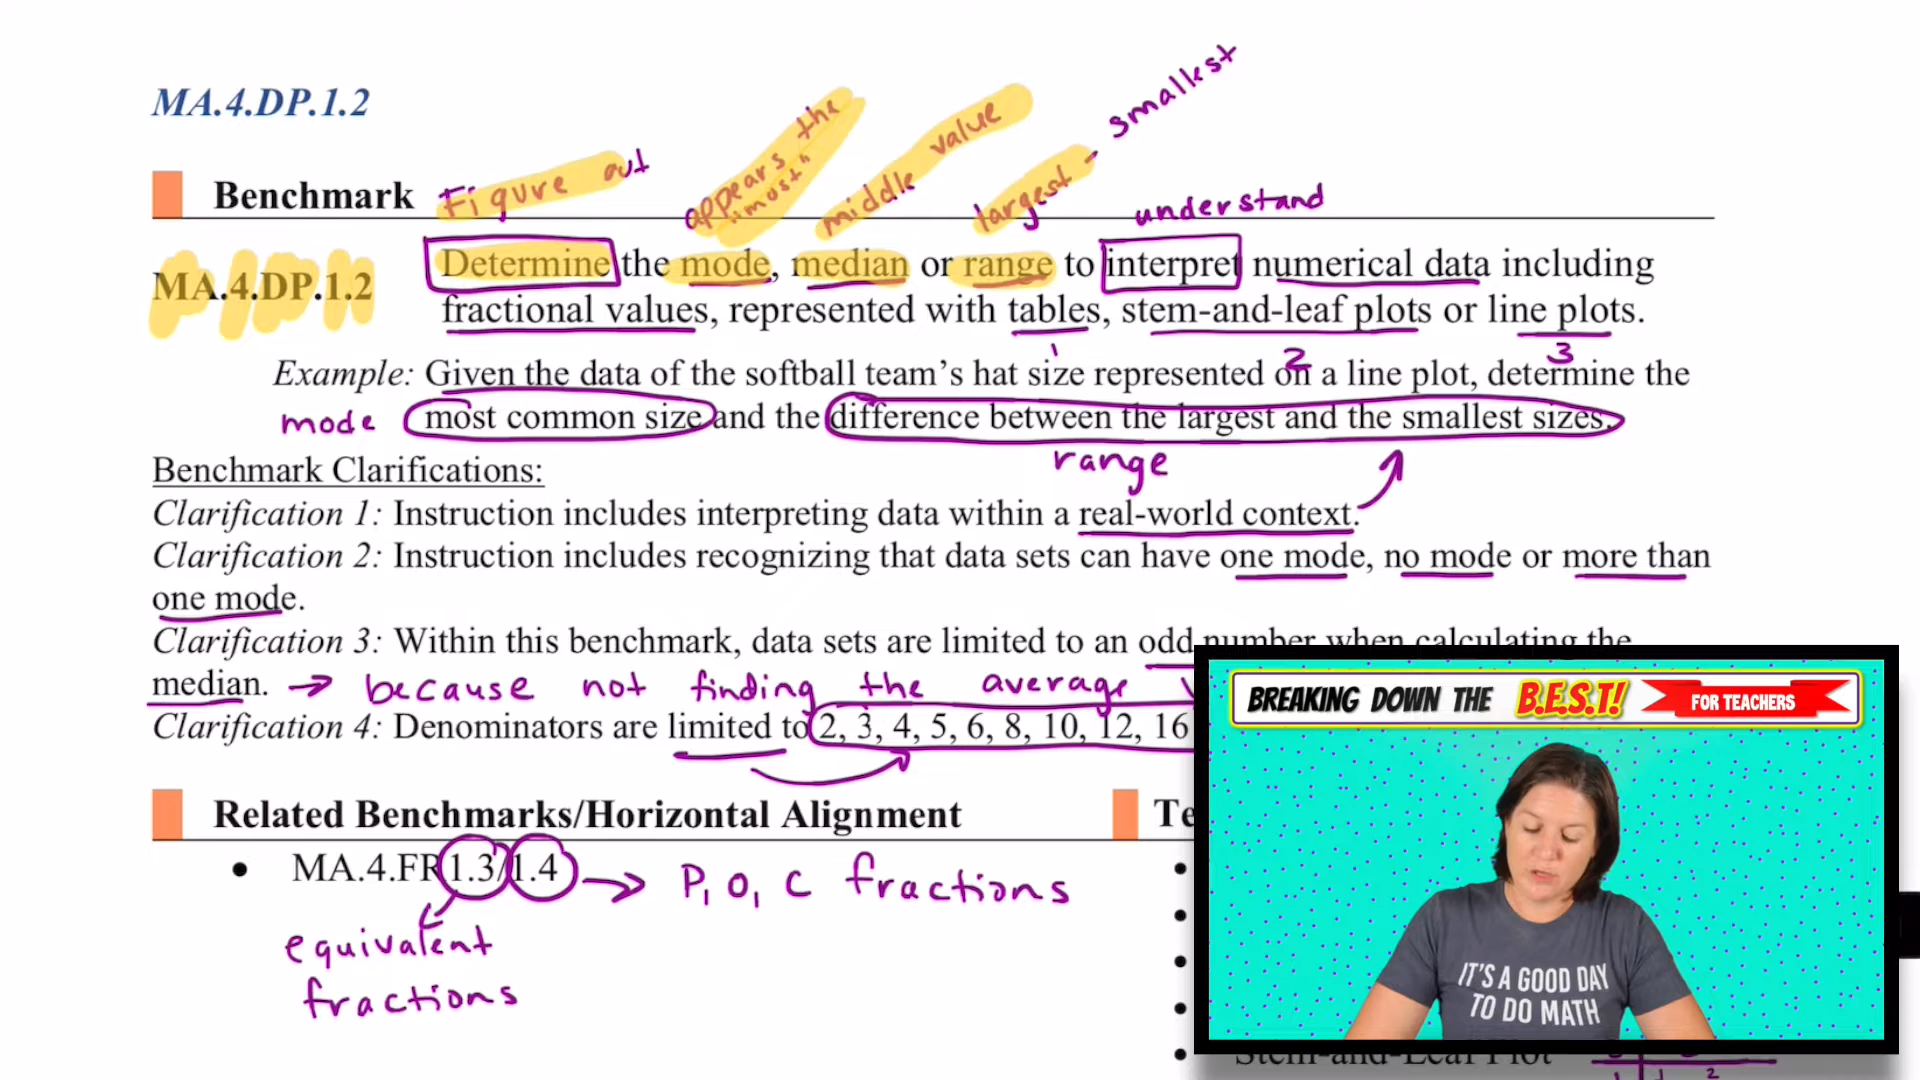 MA.4.DP.1.2
smallest
Figure out
appears the "most"
middle value
largest -
understand
Benchmark
MA.4.DP.1.2
Determine the mode, median or range to interpret numerical data including
fractional values, represented with tables, stem-and-leaf plots or line plots.
1 2 3
Example: Given the data of the softball team's hat size represented on a line plot, determine the
mode
most common size and the difference between the largest and the smallest sizes.
range
Benchmark Clarifications:
Clarification 1: Instruction includes interpreting data within a real-world context.
Clarification 2: Instruction includes recognizing that data sets can have one mode, no mode or more than
one mode.
Clarification 3: Within this benchmark, data sets are limited to an odd number when calculating the
median. → because not finding the average
Clarification 4: Denominators are limited to 2, 3, 4, 5, 6, 8, 10, 12, 16
BREAKING DOWN THE B.E.S.T! FOR TEACHERS
Related Benchmarks/Horizontal Alignment
Te
MA.4.FR.1.3/1.4 → P, O, C fractions
equivalent
fractions
IT'S A GOOD DAY
TO DO MATH
Stem-and-Leaf Plot